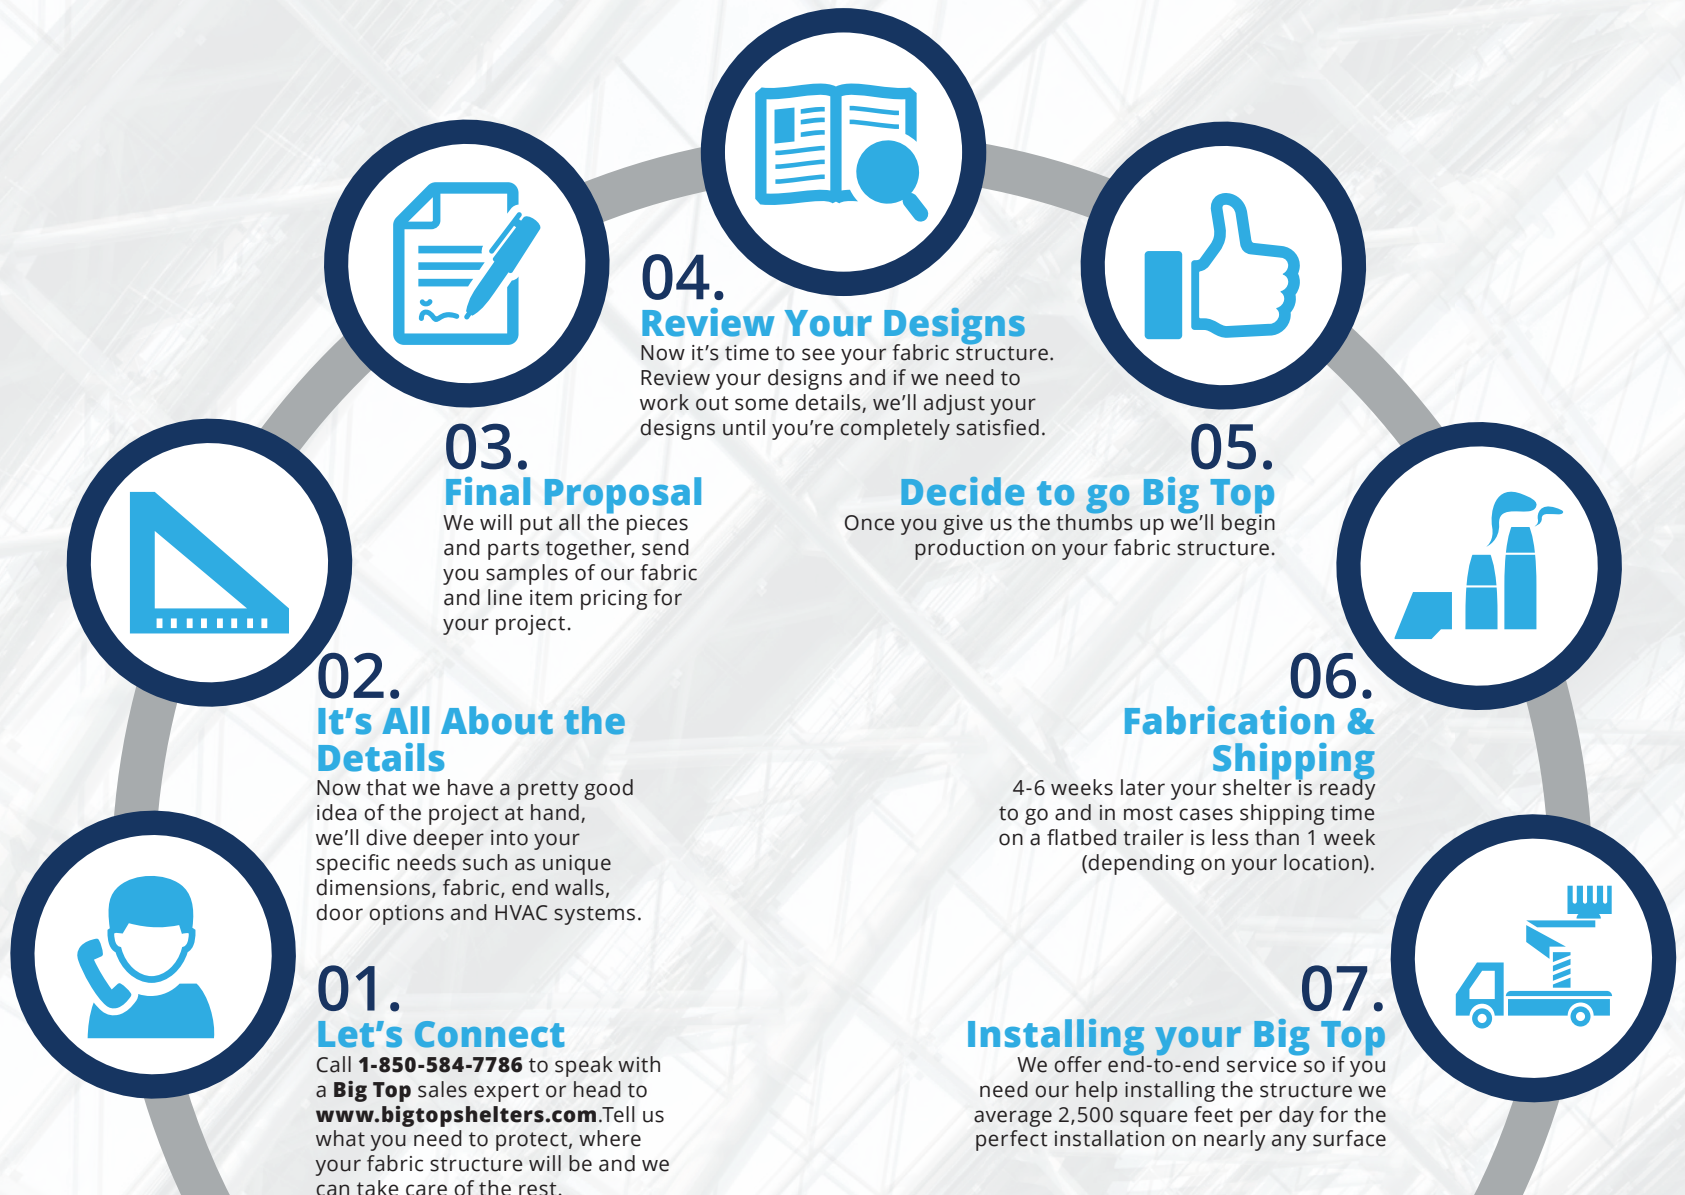 01.
Let’s Connect
Call 1-850-584-7786 to speak with
a Big Top sales expert or head to
www.bigtopshelters.com.Tell us
what you need to protect, where
your fabric structure will be and we
can take care of the rest.
02.
It’s All About the
Details
Now that we have a pretty good
idea of the project at hand,
we’ll dive deeper into your
specific needs such as unique
dimensions, fabric, end walls,
door options and HVAC systems.
03.
Final Proposal
We will put all the pieces
and parts together, send
you samples of our fabric
and line item pricing for
your project.
04.
Review Your Designs
Now it’s time to see your fabric structure.
Review your designs and if we need to
work out some details, we’ll adjust your
designs until you’re completely satisfied.
05.
Decide to go Big Top
Once you give us the thumbs up we’ll begin
production on your fabric structure.
06.
Fabrication &
Shipping
4-6 weeks later your shelter is ready
to go and in most cases shipping time
on a flatbed trailer is less than 1 week
(depending on your location).
07.
Installing your Big Top
We offer end-to-end service so if you
need our help installing the structure we
average 2,500 square feet per day for the
perfect installation on nearly any surface